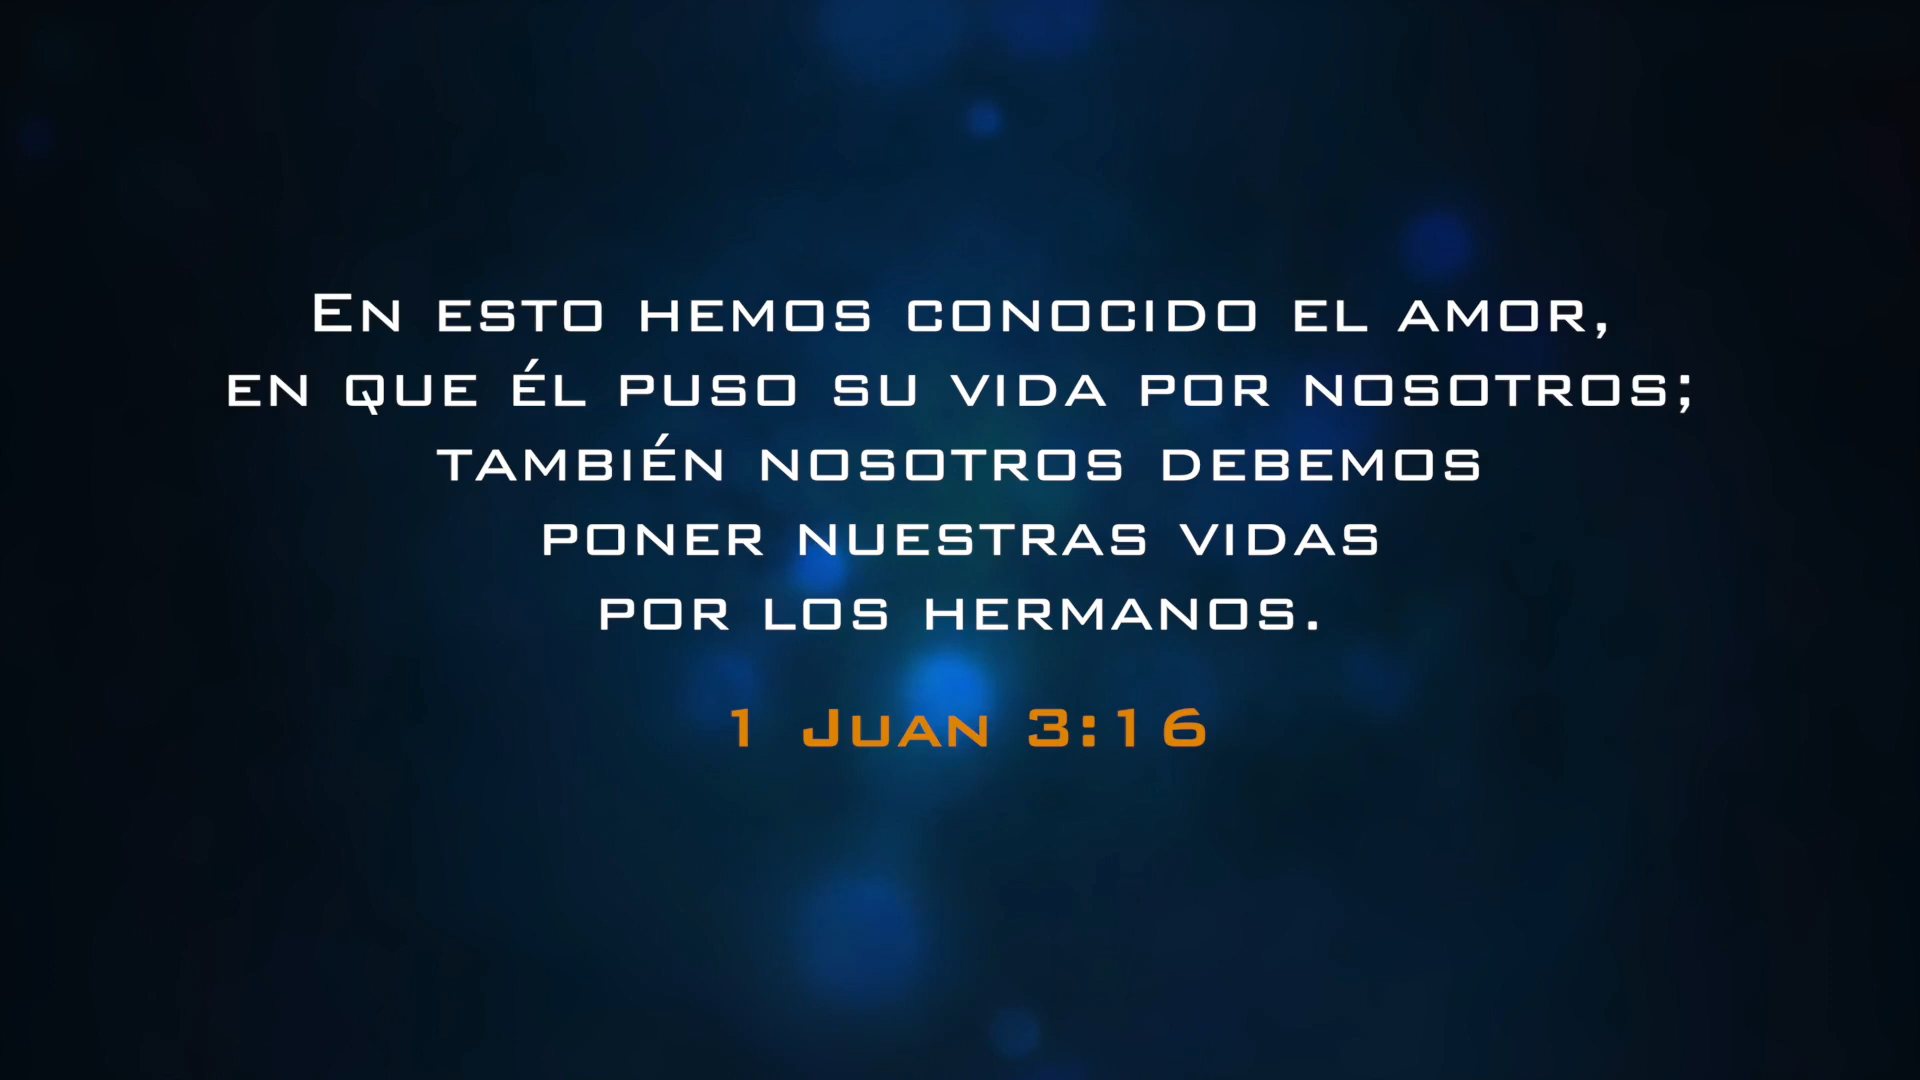 En esto hemos conocido el amor,
en que él puso su vida por nosotros;
también nosotros debemos
poner nuestras vidas
por los hermanos.
1 Juan 3:16